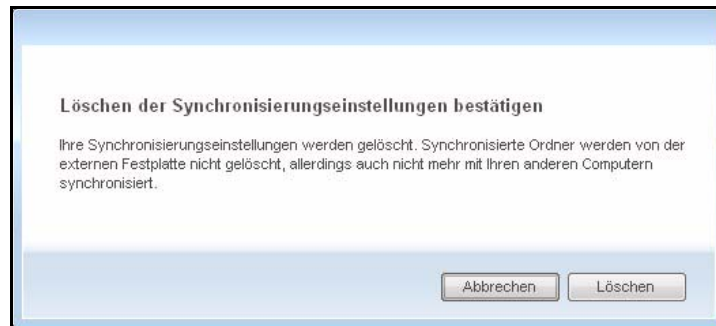 Löschen der Synchronisierungseinstellungen bestätigen
Ihre Synchronisierungseinstellungen werden gelöscht. Synchronisierte Ordner werden von der
externen Festplatte nicht gelöscht, allerdings auch nicht mehr mit Ihren anderen Computern
synchronisiert.
Abbrechen Löschen